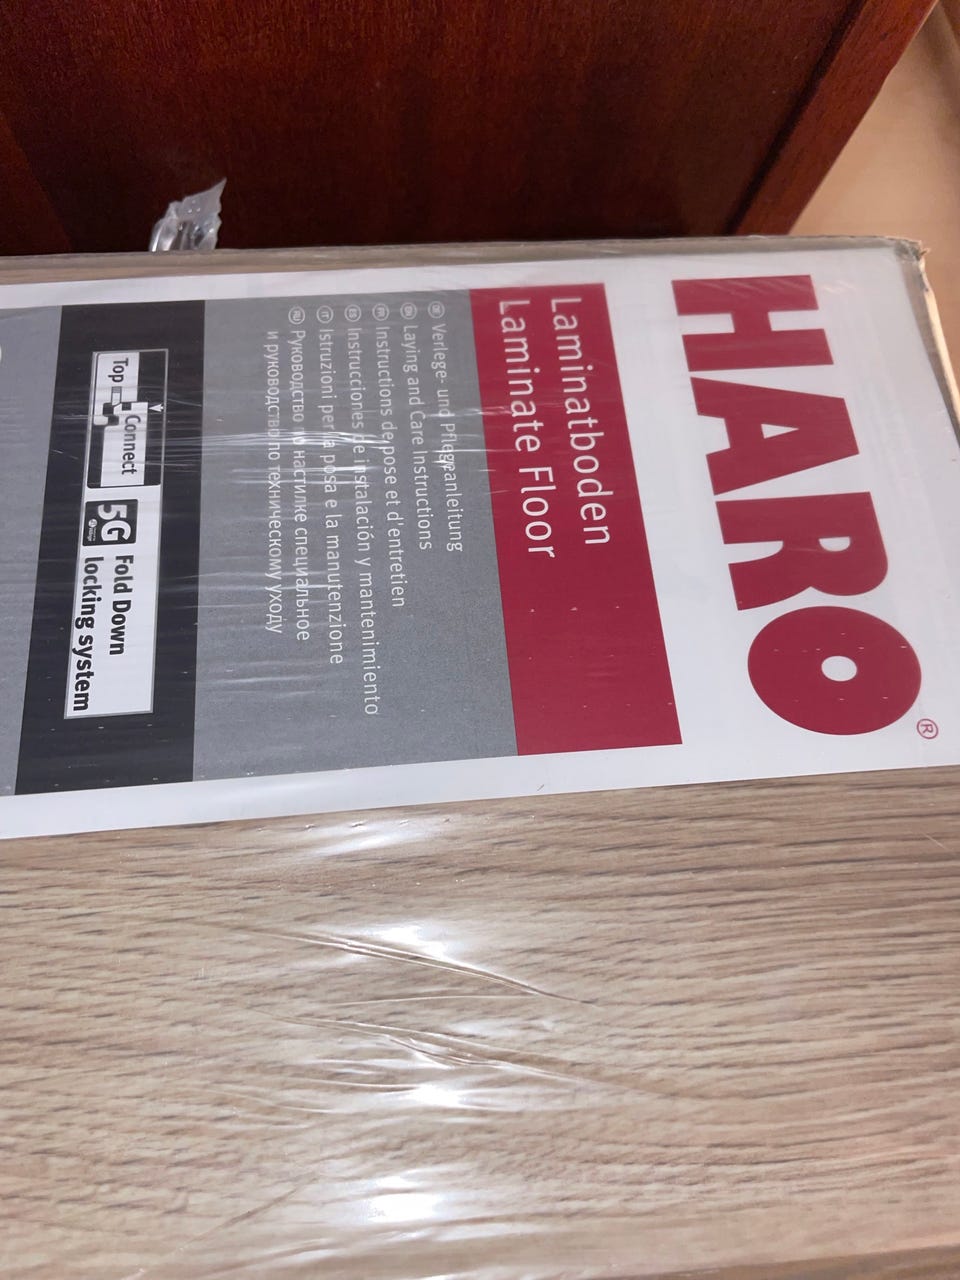 HARO®
Laminatboden
Laminate Floor
DE Verlege- und Pflegeanleitung
EN Laying and Care Instructions
FR Instructions de pose et d'entretien
ES Instrucciones de instalación y mantenimiento
IT Istruzioni per la posa e la manutenzione
RU Руководство по настилке специальное
и руководство по техническому уходу
Top Connect
5G
Fold Down
locking system